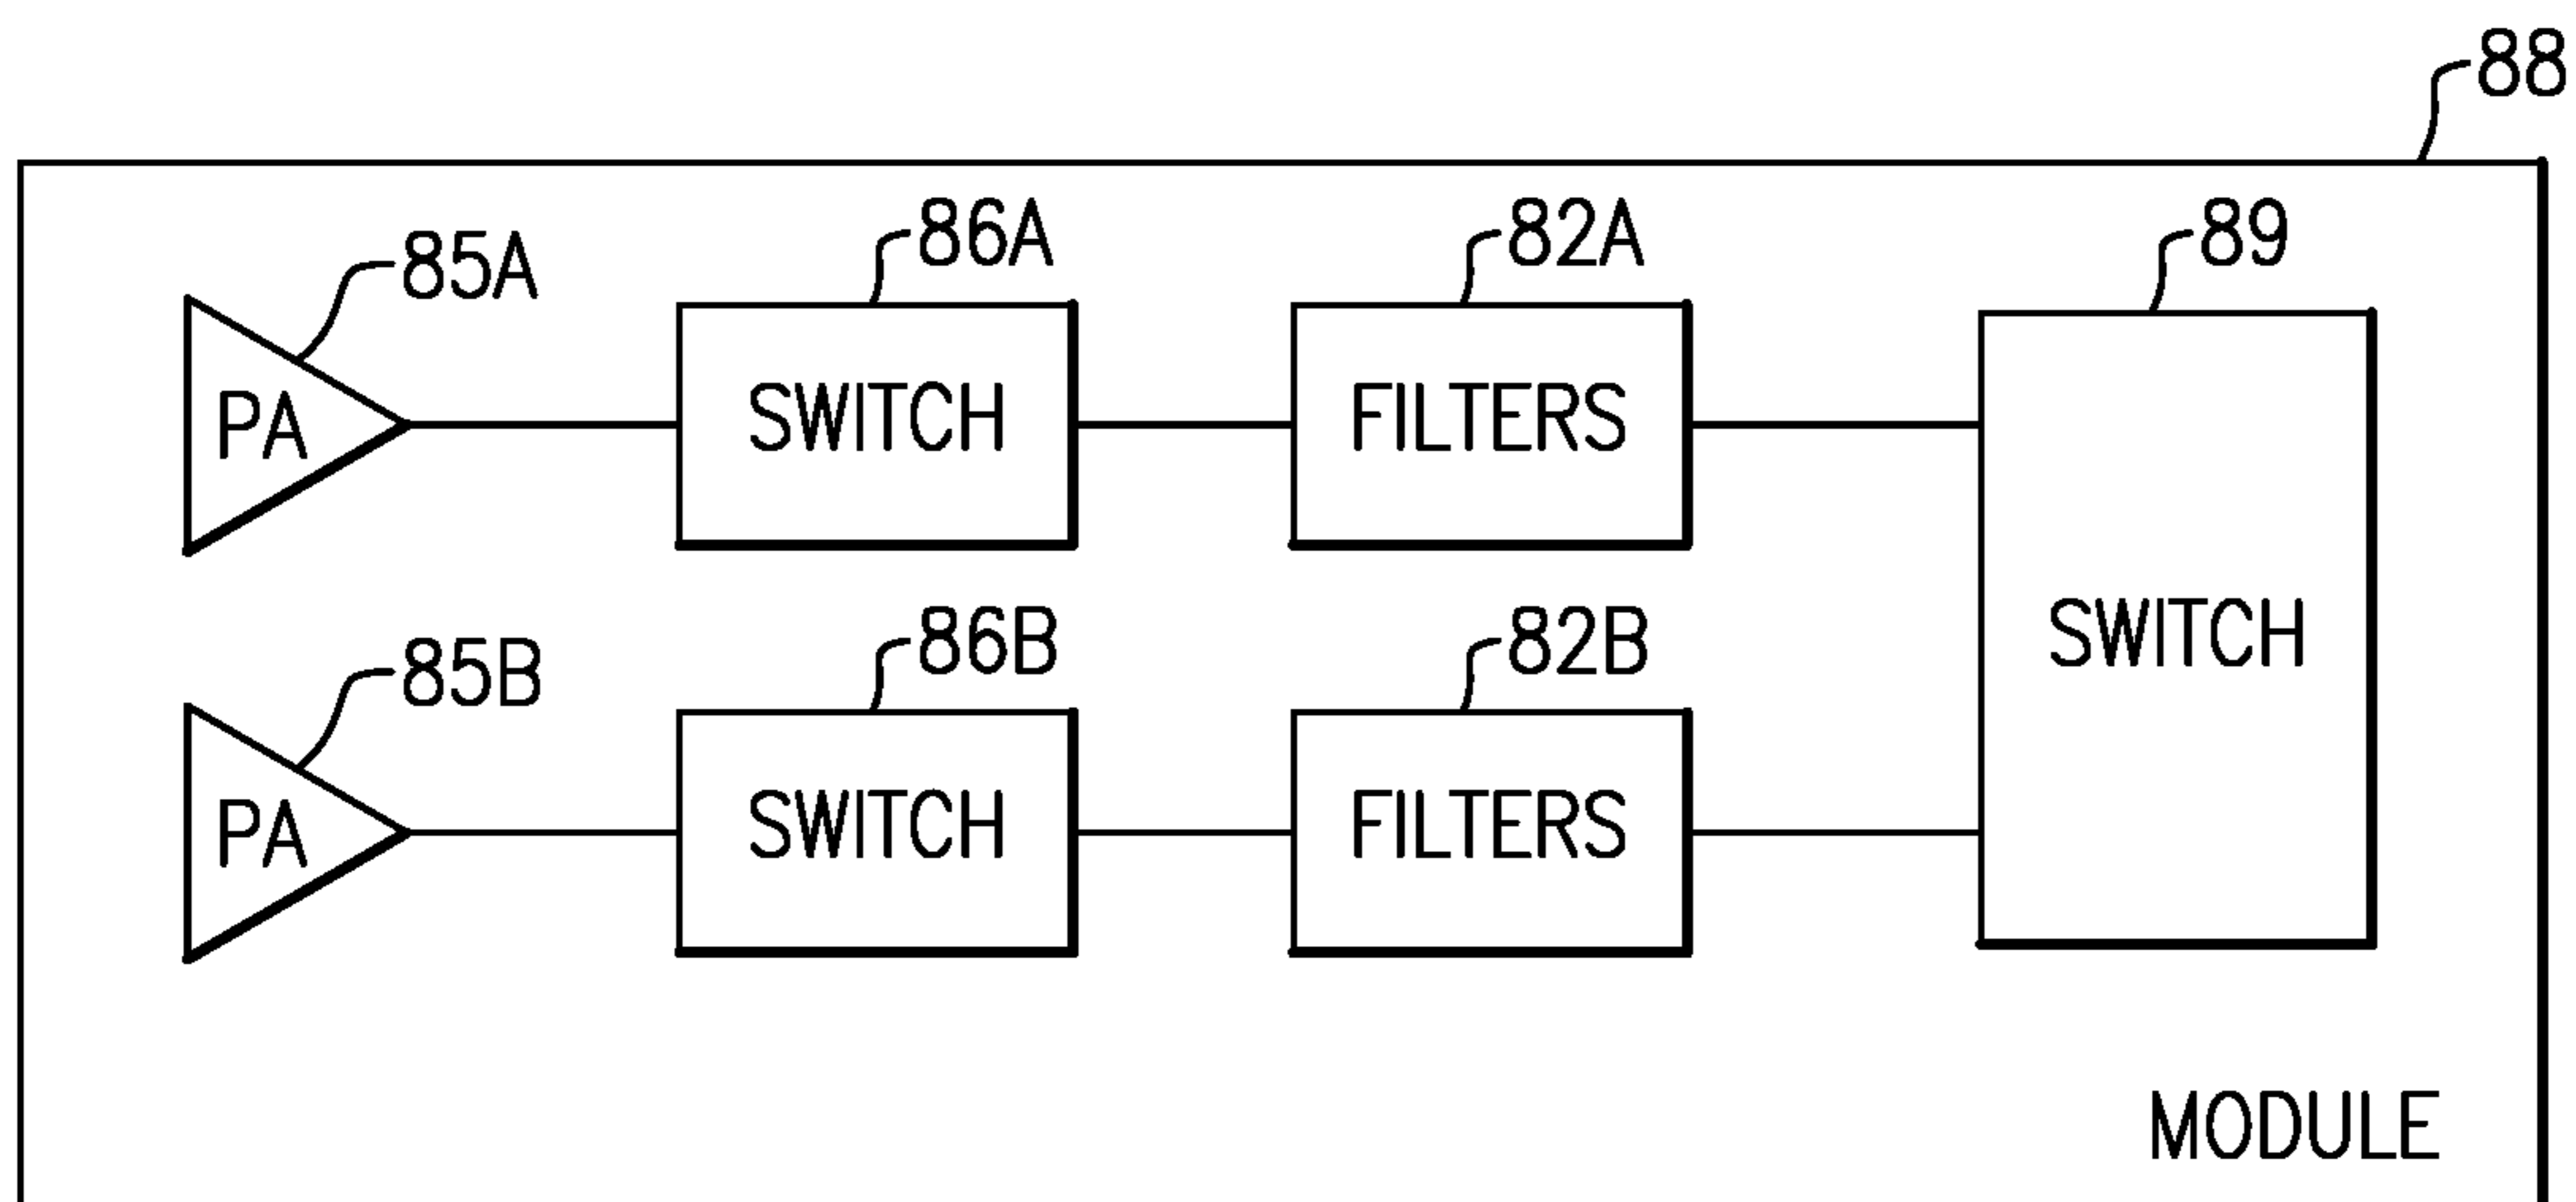 88
85A 86A 82A 89
PA SWITCH FILTERS
85B 86B 82B SWITCH
PA SWITCH FILTERS
MODULE